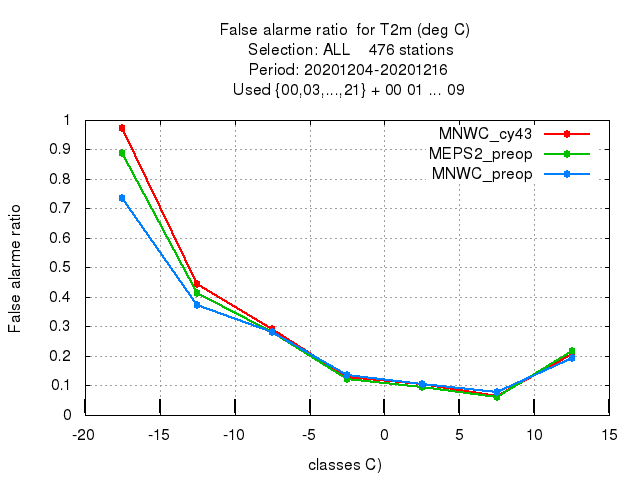 False alarme ratio  for T2m (deg C)
Selection: ALL    476 stations
Period: 20201204-20201216
Used {00,03,...,21} + 00 01 ... 09
MNWC_cy43
MEPS2_preop
MNWC_preop
False alarme ratio
1
0.9
0.8
0.7
0.6
0.5
0.4
0.3
0.2
0.1
0
-20 -15 -10 -5 0 5 10 15
classes C)